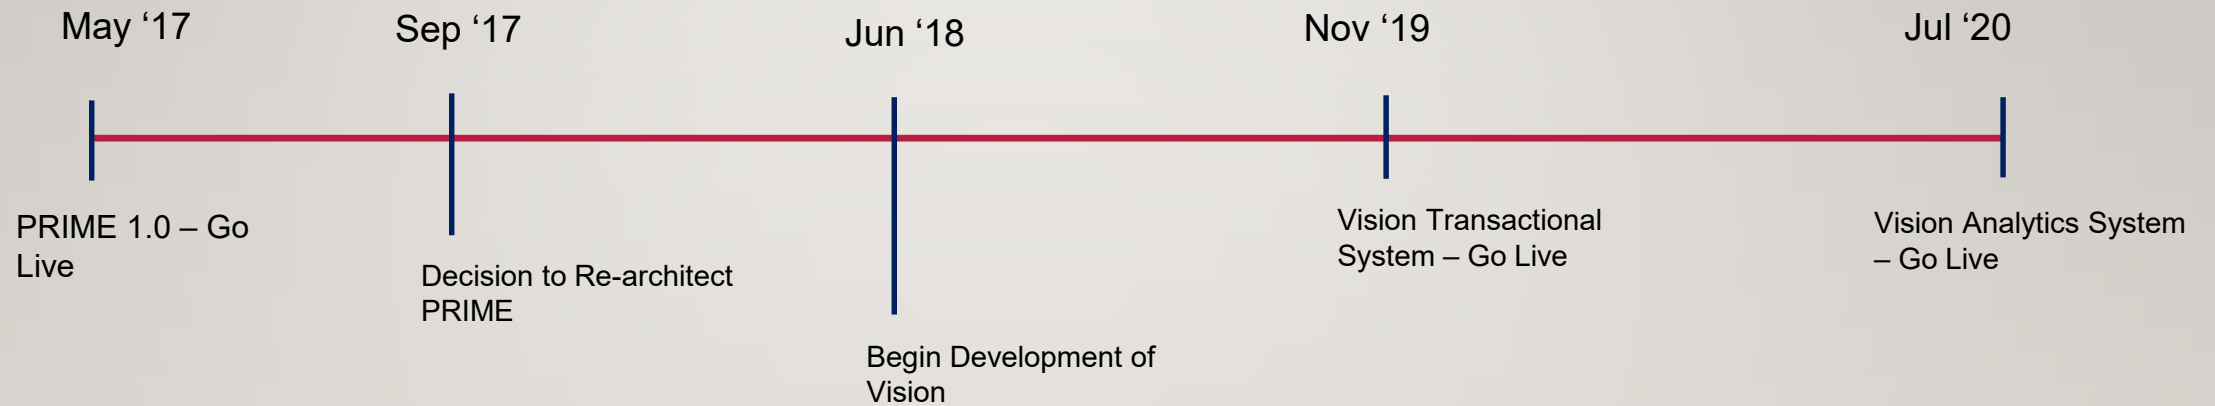 May ‘17
Sep ‘17
Jun ‘18
Nov ‘19
Jul ‘20
PRIME 1.0 – Go
Live
Decision to Re-architect
PRIME
Begin Development of
Vision
Vision Transactional
System – Go Live
Vision Analytics System
– Go Live